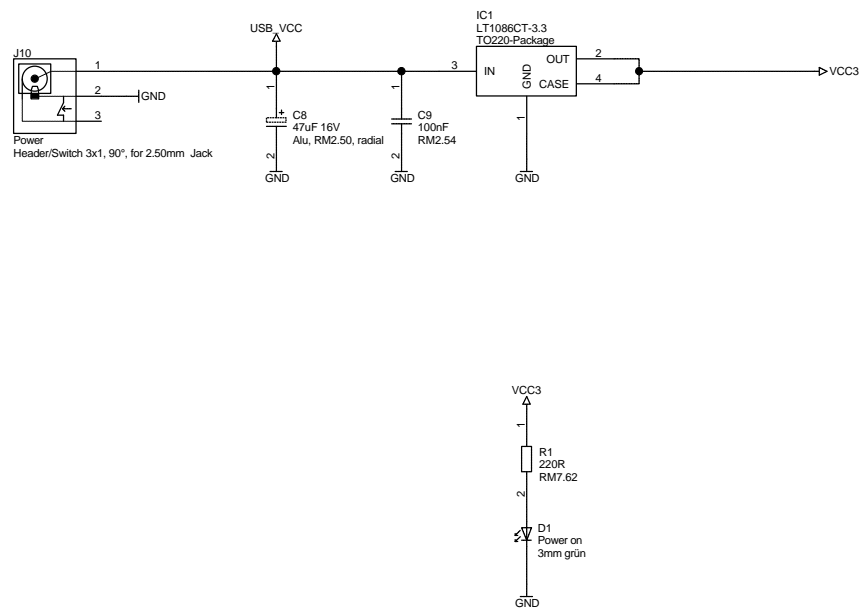 IC1
LT1086CT-3.3
TO220-Package
USB_VCC
J10
1
2
3
GND
Power
Header/Switch 3x1, 90°, for 2.50mm Jack
1
+
C8
47uF 16V
Alu, RM2.50, radial
2
GND
1
C9
100nF
RM2.54
2
GND
3
IN
GND
OUT
CASE
2
4
1
GND
VCC3
VCC3
1
R1
220R
RM7.62
2
D1
Power on
3mm grün
GND